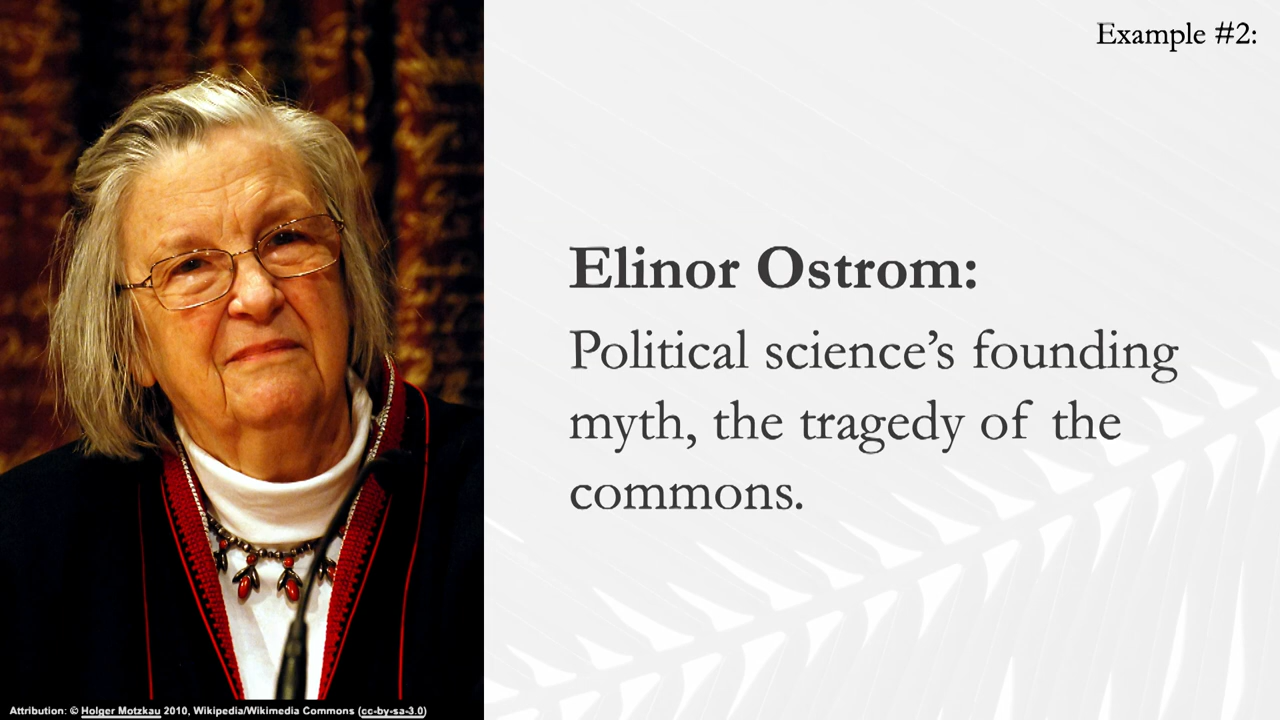 Example #2:
Elinor Ostrom:
Political science’s founding
myth, the tragedy of the
commons.
Attribution: © Holger Motzkau 2010, Wikipedia/Wikimedia Commons (cc-by-sa-3.0)